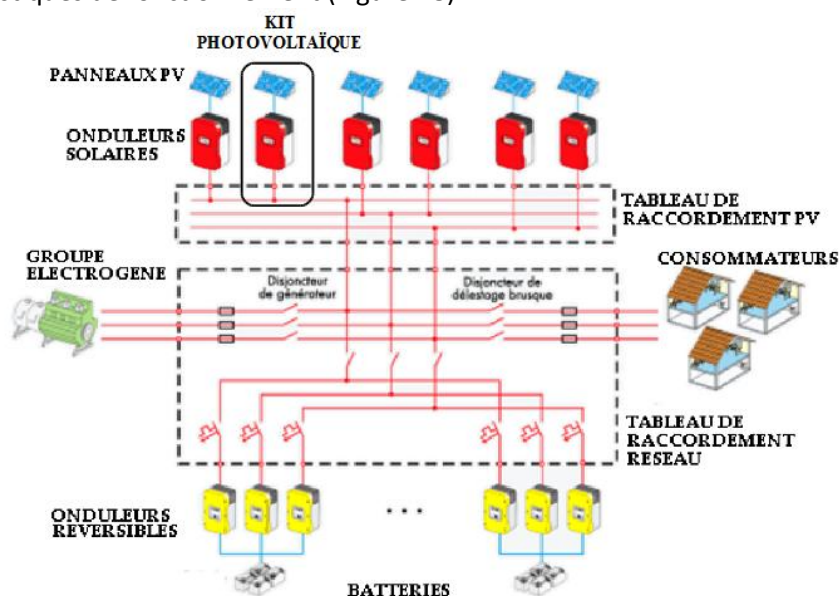 KIT
PHOTOVOLTAÏQUE
PANNEAUX PV
ONDULEURS
SOLAIRES
TABLEAU DE
RACCORDEMENT PV
GROUPE
ELECTROGENE
CONSOMMATEURS
Disjoncteur
de générateur
Disjoncteur de
délestage brusque
TABLEAU DE
RACCORDEMENT
RESEAU
ONDULEURS
REVERSIBLES
. . .
BATTERIES